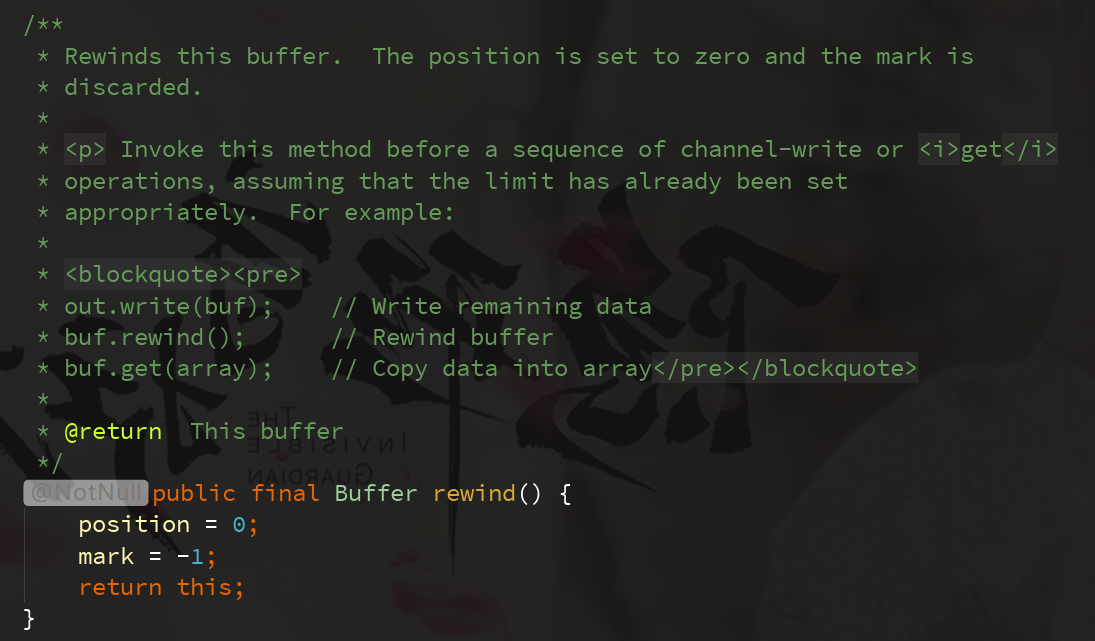 /**
 * Rewinds this buffer.  The position is set to zero and the mark is
 * discarded.
 *
 * <p> Invoke this method before a sequence of channel-write or <i>get</i>
 * operations, assuming that the limit has already been set
 * appropriately.  For example:
 *
 * <blockquote><pre>
 * out.write(buf);    // Write remaining data
 * buf.rewind();      // Rewind buffer
 * buf.get(array);    // Copy data into array</pre></blockquote>
 *
 * @return  This buffer
 */
@NotNull public final Buffer rewind() {
    position = 0;
    mark = -1;
    return this;
}
THE
INVISIBLE
GUARDIAN